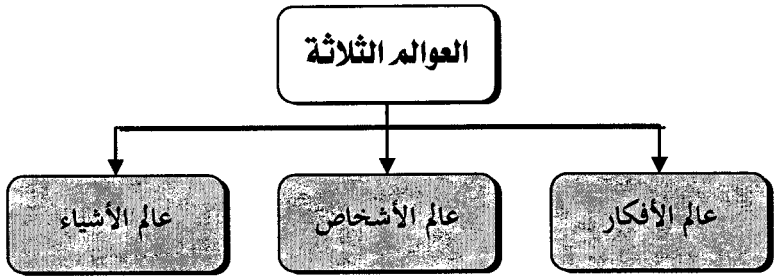 العوالم الثلاثة
عالم الأفكار
عالم الأشخاص
عالم الأشياء